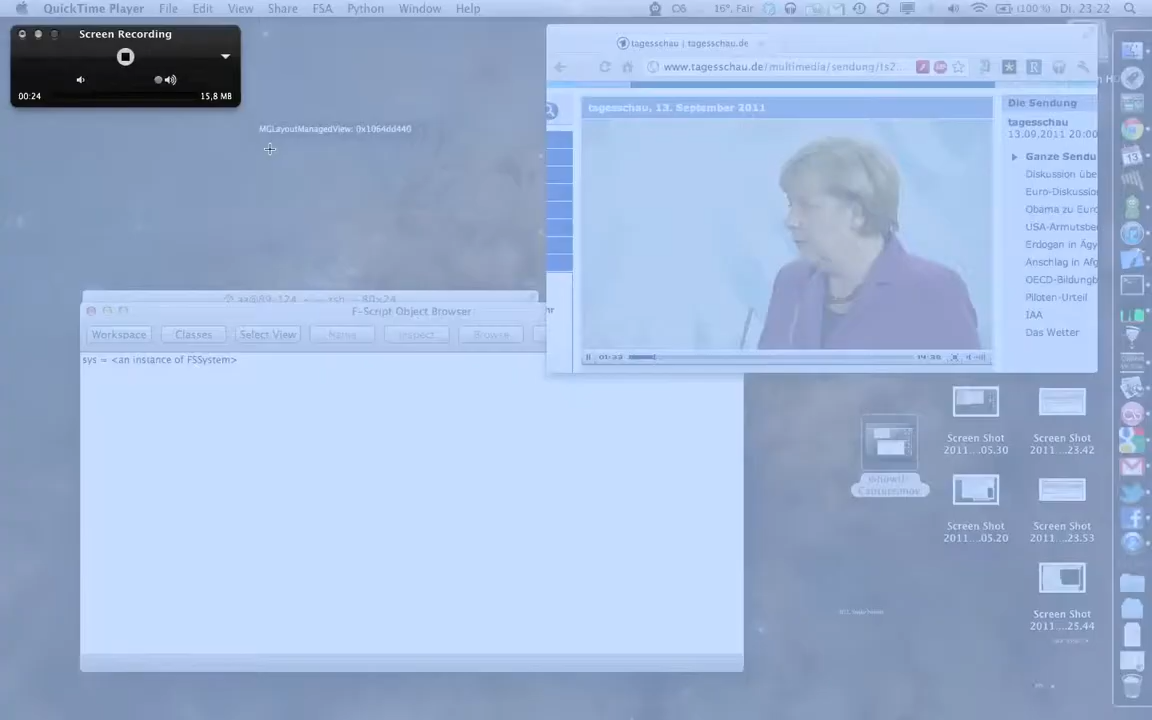 QuickTime Player File Edit View Share FSA Python Window Help
16°, Fair (100 %) Di. 23:22
Screen Recording
00:24 15,8 MB
tagesschau | tagesschau.de
www.tagesschau.de/multimedia/sendung/ts2...
tagesschau, 13. September 2011
Die Sendung
tagesschau
13.09.2011 20:00
Ganze Sendu
Diskussion übe
Euro-Diskussio
Obama zu Euro
USA-Armutsbe
Erdogan in Ägy
Anschlag in Afg
OECD-Bildungb
Piloten-Urteil
IAA
Das Wetter
F-Script Object Browser
Workspace Classes Select View Name Inspect Browse
sys = <an instance of FSSystem>
Screen Shot
2011....05.30
Screen Shot
2011....23.42
Screen Shot
2011....05.20
Screen Shot
2011....23.53
Screen Shot
2011....25.44